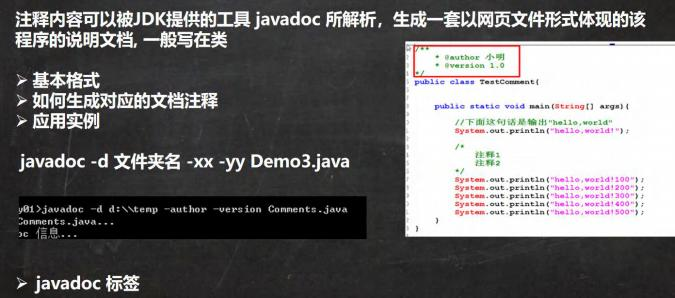 注释内容可以被JDK提供的工具 javadoc 所解析，生成一套以网页文件形式体现的该
程序的说明文档, 一般写在类
➢ 基本格式
➢ 如何生成对应的文档注释
➢ 应用实例
javadoc -d 文件夹名 -xx -yy Demo3.java
y01>javadoc -d d:\\temp -author -version Comments.java
Comments.java...
oc 信息...
➢ javadoc 标签
/**
* @author 小明
* @version 1.0
*/
public class TestComment{
public static void main(String[] args){
//下面这句话是输出"hello,world"
System.out.println("hello,world!");
/*
注释1
注释2
*/
System.out.println("hello,world!100");
System.out.println("hello,world!200");
System.out.println("hello,world!300");
System.out.println("hello,world!400");
System.out.println("hello,world!500");
}
}